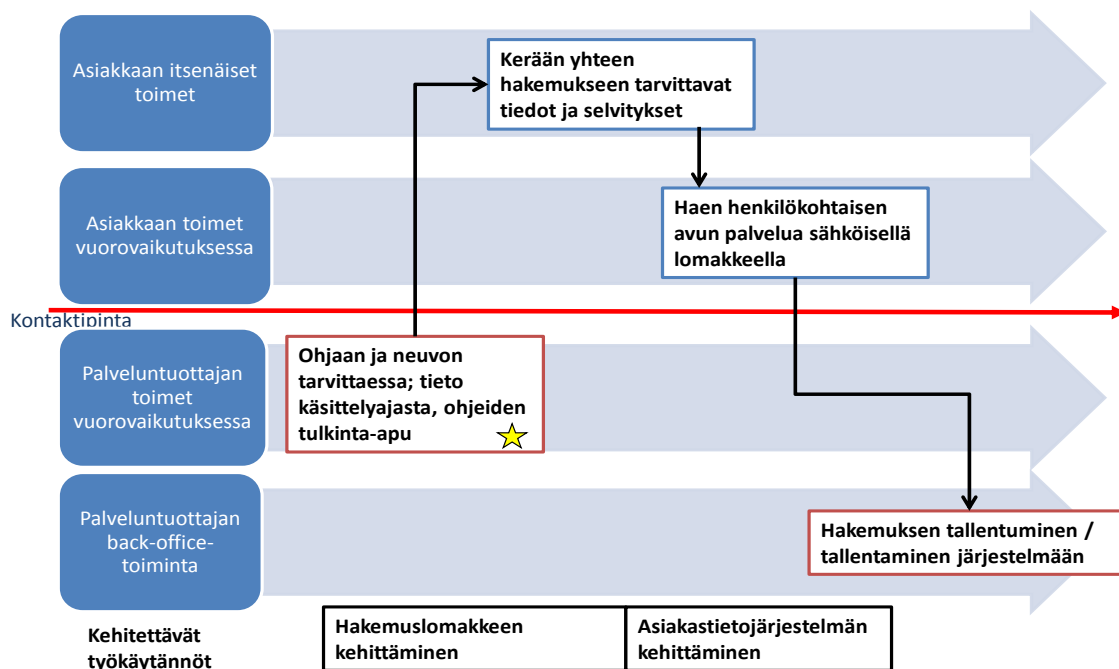 Asiakkaan itsenäiset
toimet
Kerään yhteen
hakemukseen tarvittavat
tiedot ja selvitykset
Asiakkaan toimet
vuorovaikutuksessa
Haen henkilökohtaisen
avun palvelua sähköisellä
lomakkeella
Kontaktipinta
Palveluntuottajan
toimet
vuorovaikutuksessa
Ohjaan ja neuvon
tarvittaessa; tieto
käsittelyajasta, ohjeiden
tulkinta-apu
Palveluntuottajan
back-office-
toiminta
Hakemuksen tallentuminen /
tallentaminen järjestelmään
Kehitettävät
työkäytännöt
Hakemuslomakkeen
kehittäminen
Asiakastietojärjestelmän
kehittäminen